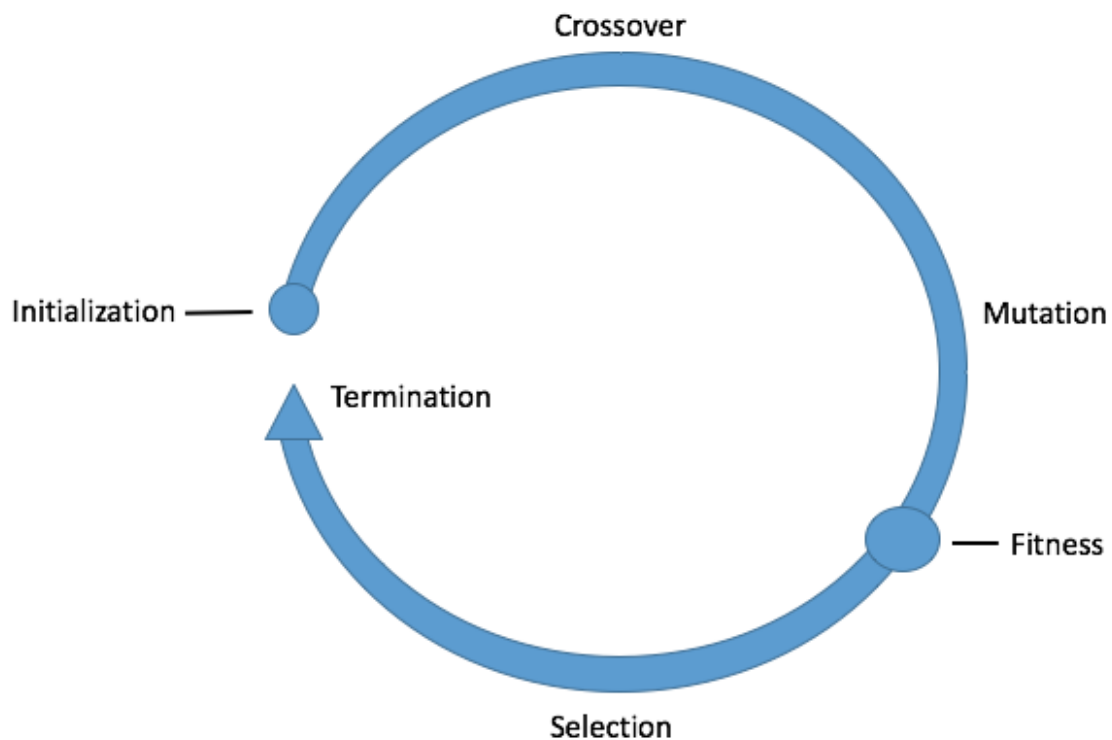 Crossover
Initialization
Mutation
Termination
Fitness
Selection